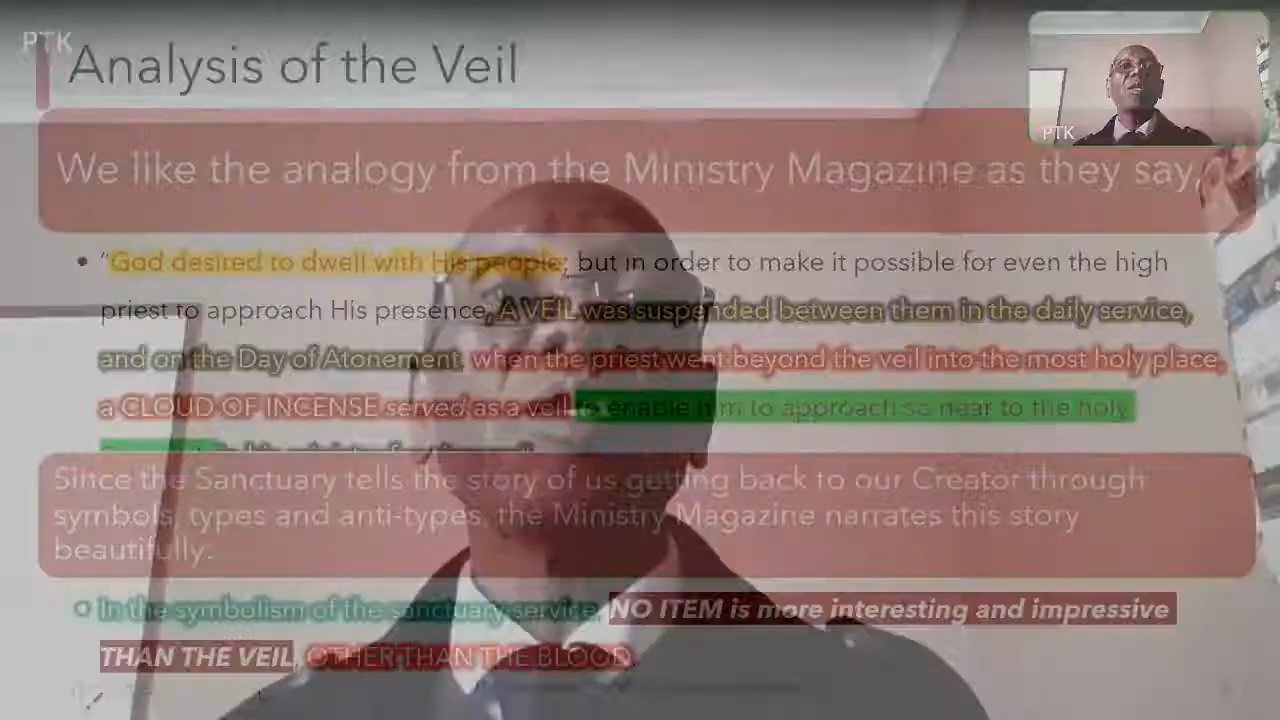 PTK
Analysis of the Veil
PTK
We like the analogy from the Ministry Magazine as they say,
• "God desired to dwell with His people; but in order to make it possible for even the high
priest to approach His presence, A VEIL was suspended between them in the daily service,
and on the Day of Atonement, when the priest went beyond the veil into the most holy place,
a CLOUD OF INCENSE served as a veil to enable him to approach so near to the holy
Since the Sanctuary tells the story of us getting back to our Creator through
symbols, types and anti-types, the Ministry Magazine narrates this story
beautifully.
In the symbolism of the sanctuary service, NO ITEM is more interesting and impressive
THAN THE VEIL, OTHER THAN THE BLOOD.